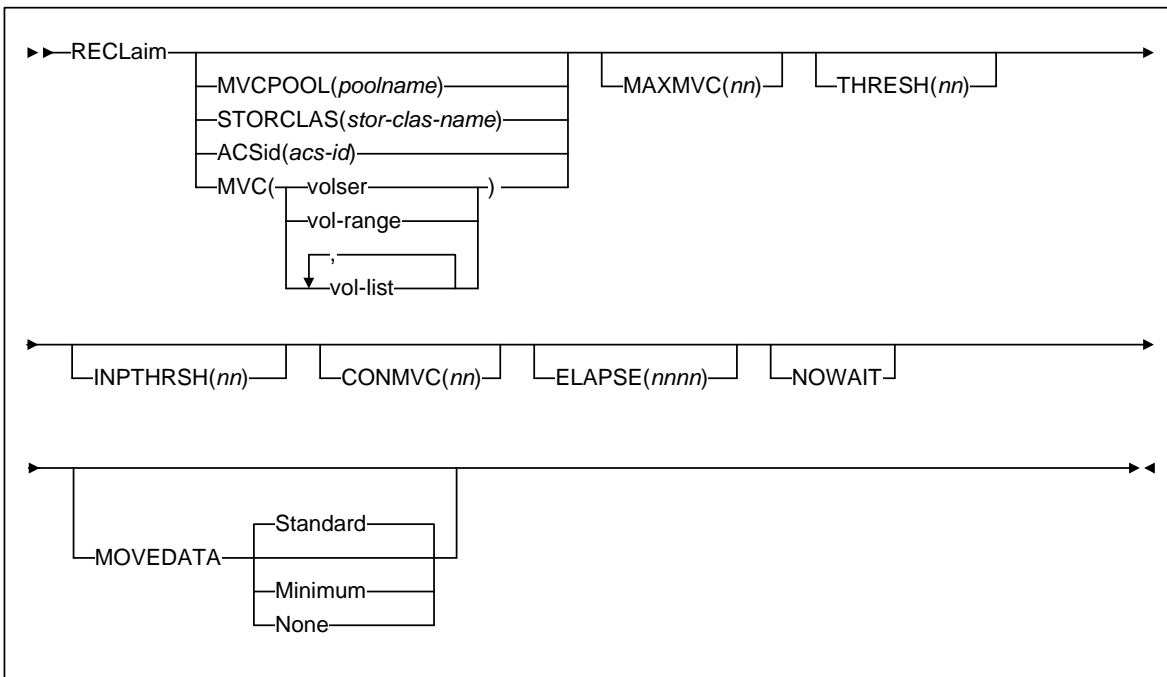 RECLaim
MVCPOOL(poolname)
STORCLAS(stor-clas-name)
ACSid(acs-id)
MVC(
volser
)
vol-range
,
vol-list
MAXMVC(nn)
THRESH(nn)
INPTHRSH(nn)
CONMVC(nn)
ELAPSE(nnnn)
NOWAIT
MOVEDATA
Standard
Minimum
None